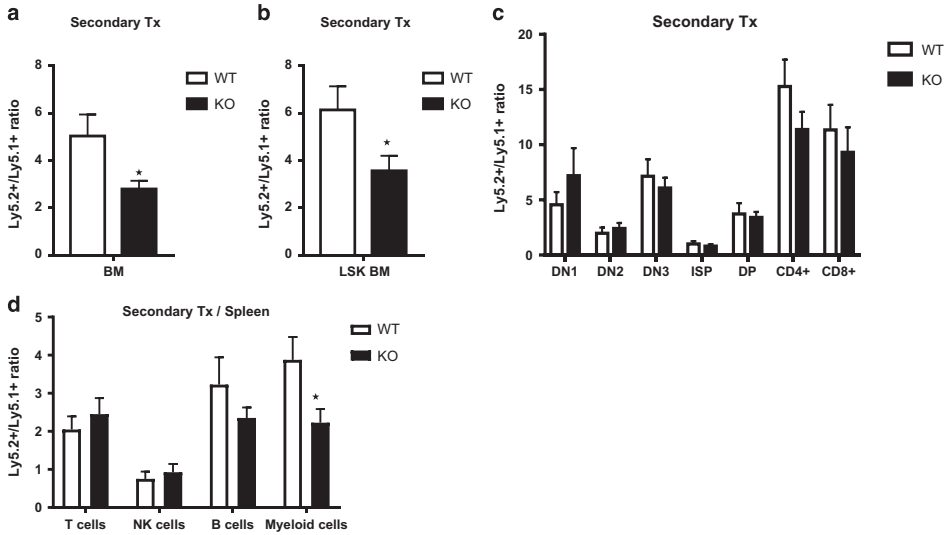 a
Secondary Tx
Ly5.2+/Ly5.1+ ratio
8
6
4
2
0
BM
WT
KO
*
b
Secondary Tx
Ly5.2+/Ly5.1+ ratio
8
6
4
2
0
LSK BM
WT
KO
*
c
Secondary Tx
Ly5.2+/Ly5.1+ ratio
20
15
10
5
0
DN1 DN2 DN3 ISP DP CD4+ CD8+
WT
KO
d
Secondary Tx / Spleen
Ly5.2+/Ly5.1+ ratio
5
4
3
2
1
0
T cells NK cells B cells Myeloid cells
WT
KO
*